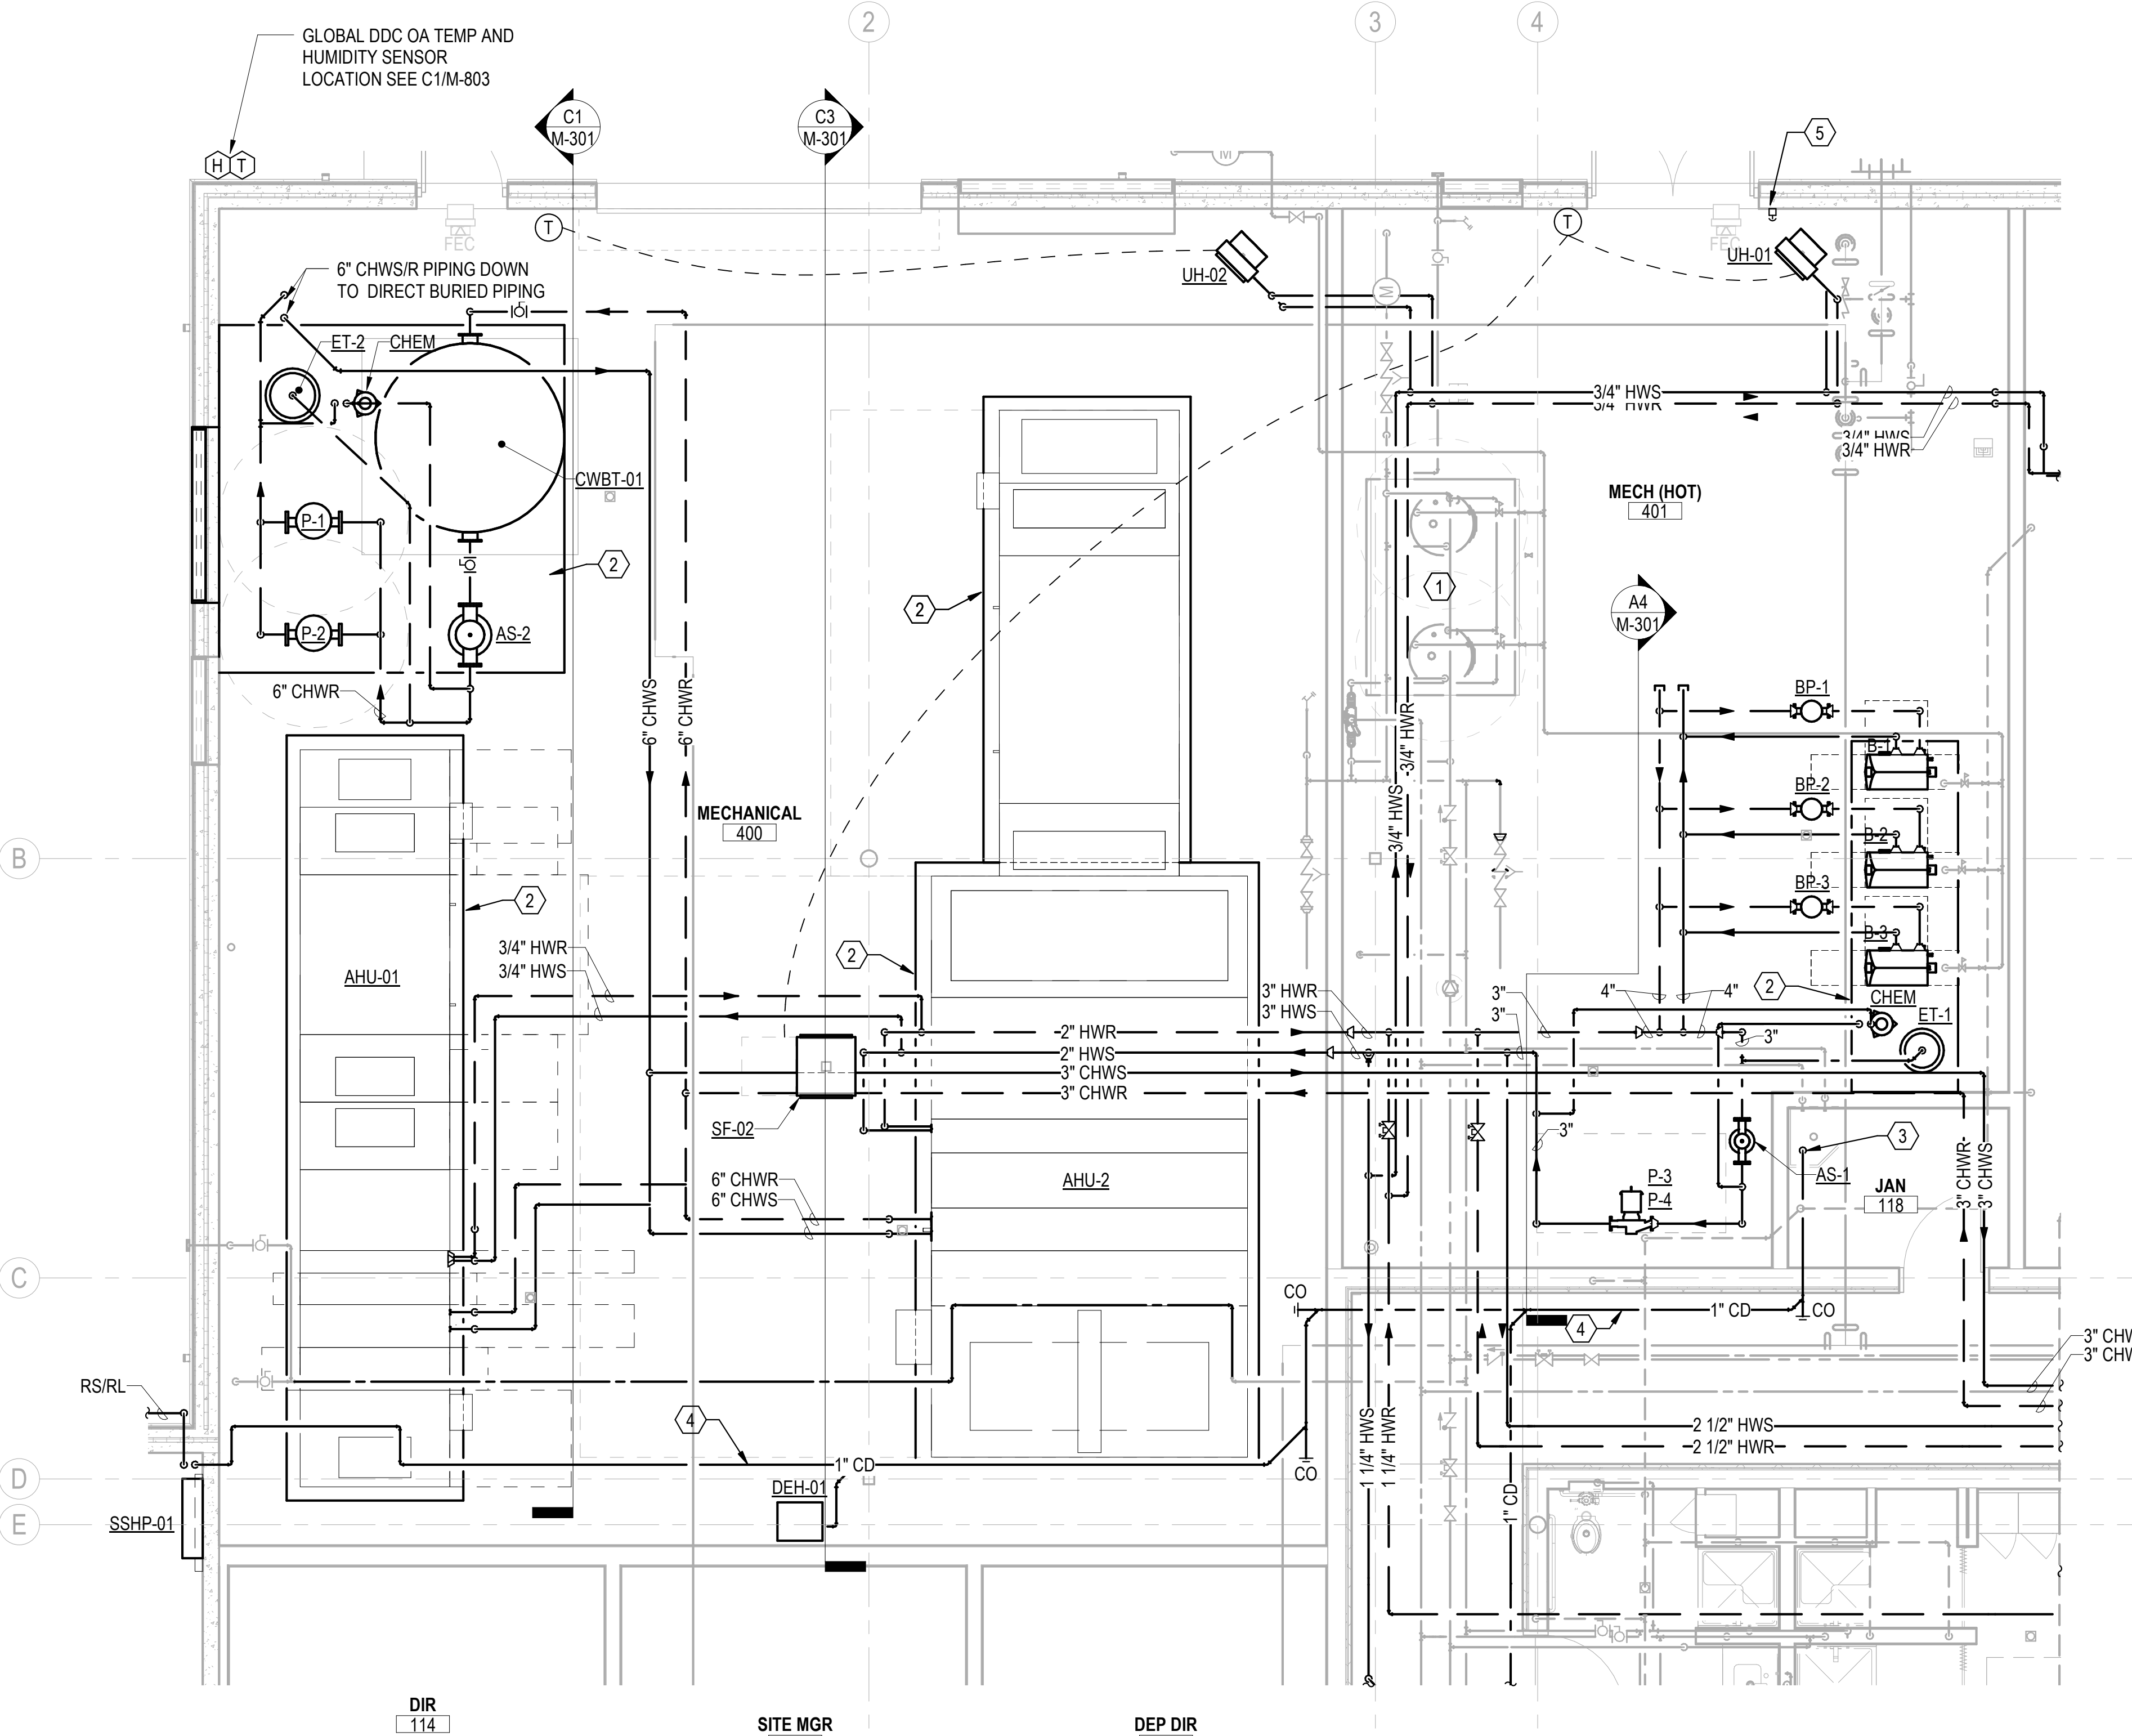 2
3
4
GLOBAL DDC OA TEMP AND
HUMIDITY SENSOR
LOCATION SEE C1/M-803
C1
M-301
C3
M-301
5
H
T
M
FEC
T
T
FEC
UH-02
UH-01
6" CHWS/R PIPING DOWN
TO DIRECT BURIED PIPING
M
ET-2
CHEM
3/4" HWS
3/4" HWR
3/4" HWS
3/4" HWR
CWBT-01
MECH (HOT)
401
P-1
2
1
2
A4
M-301
P-2
AS-2
6" CHWR
6" CHWS
6" CHWR
3/4" HWR
3/4" HWS
BP-1
B-1
BP-2
B-2
BP-3
B-3
MECHANICAL
400
B
2
3/4" HWR
3/4" HWS
2
AHU-01
3" HWR
3" HWS
3"
3"
4"
4"
2
CHEM
ET-1
2" HWR
2" HWS
3" CHWS
3" CHWR
3"
SF-02
3"
3
6" CHWR
6" CHWS
AHU-2
P-3
P-4
AS-1
JAN
118
3" CHWR
3" CHWS
C
CO
1" CD
CO
4
3" CHW
3" CHW
RS/RL
4
1 1/4" HWS
1 1/4" HWR
2 1/2" HWS
2 1/2" HWR
1" CD
CO
D
DEH-01
1" CD
E
SSHP-01
DIR
114
SITE MGR
DEP DIR